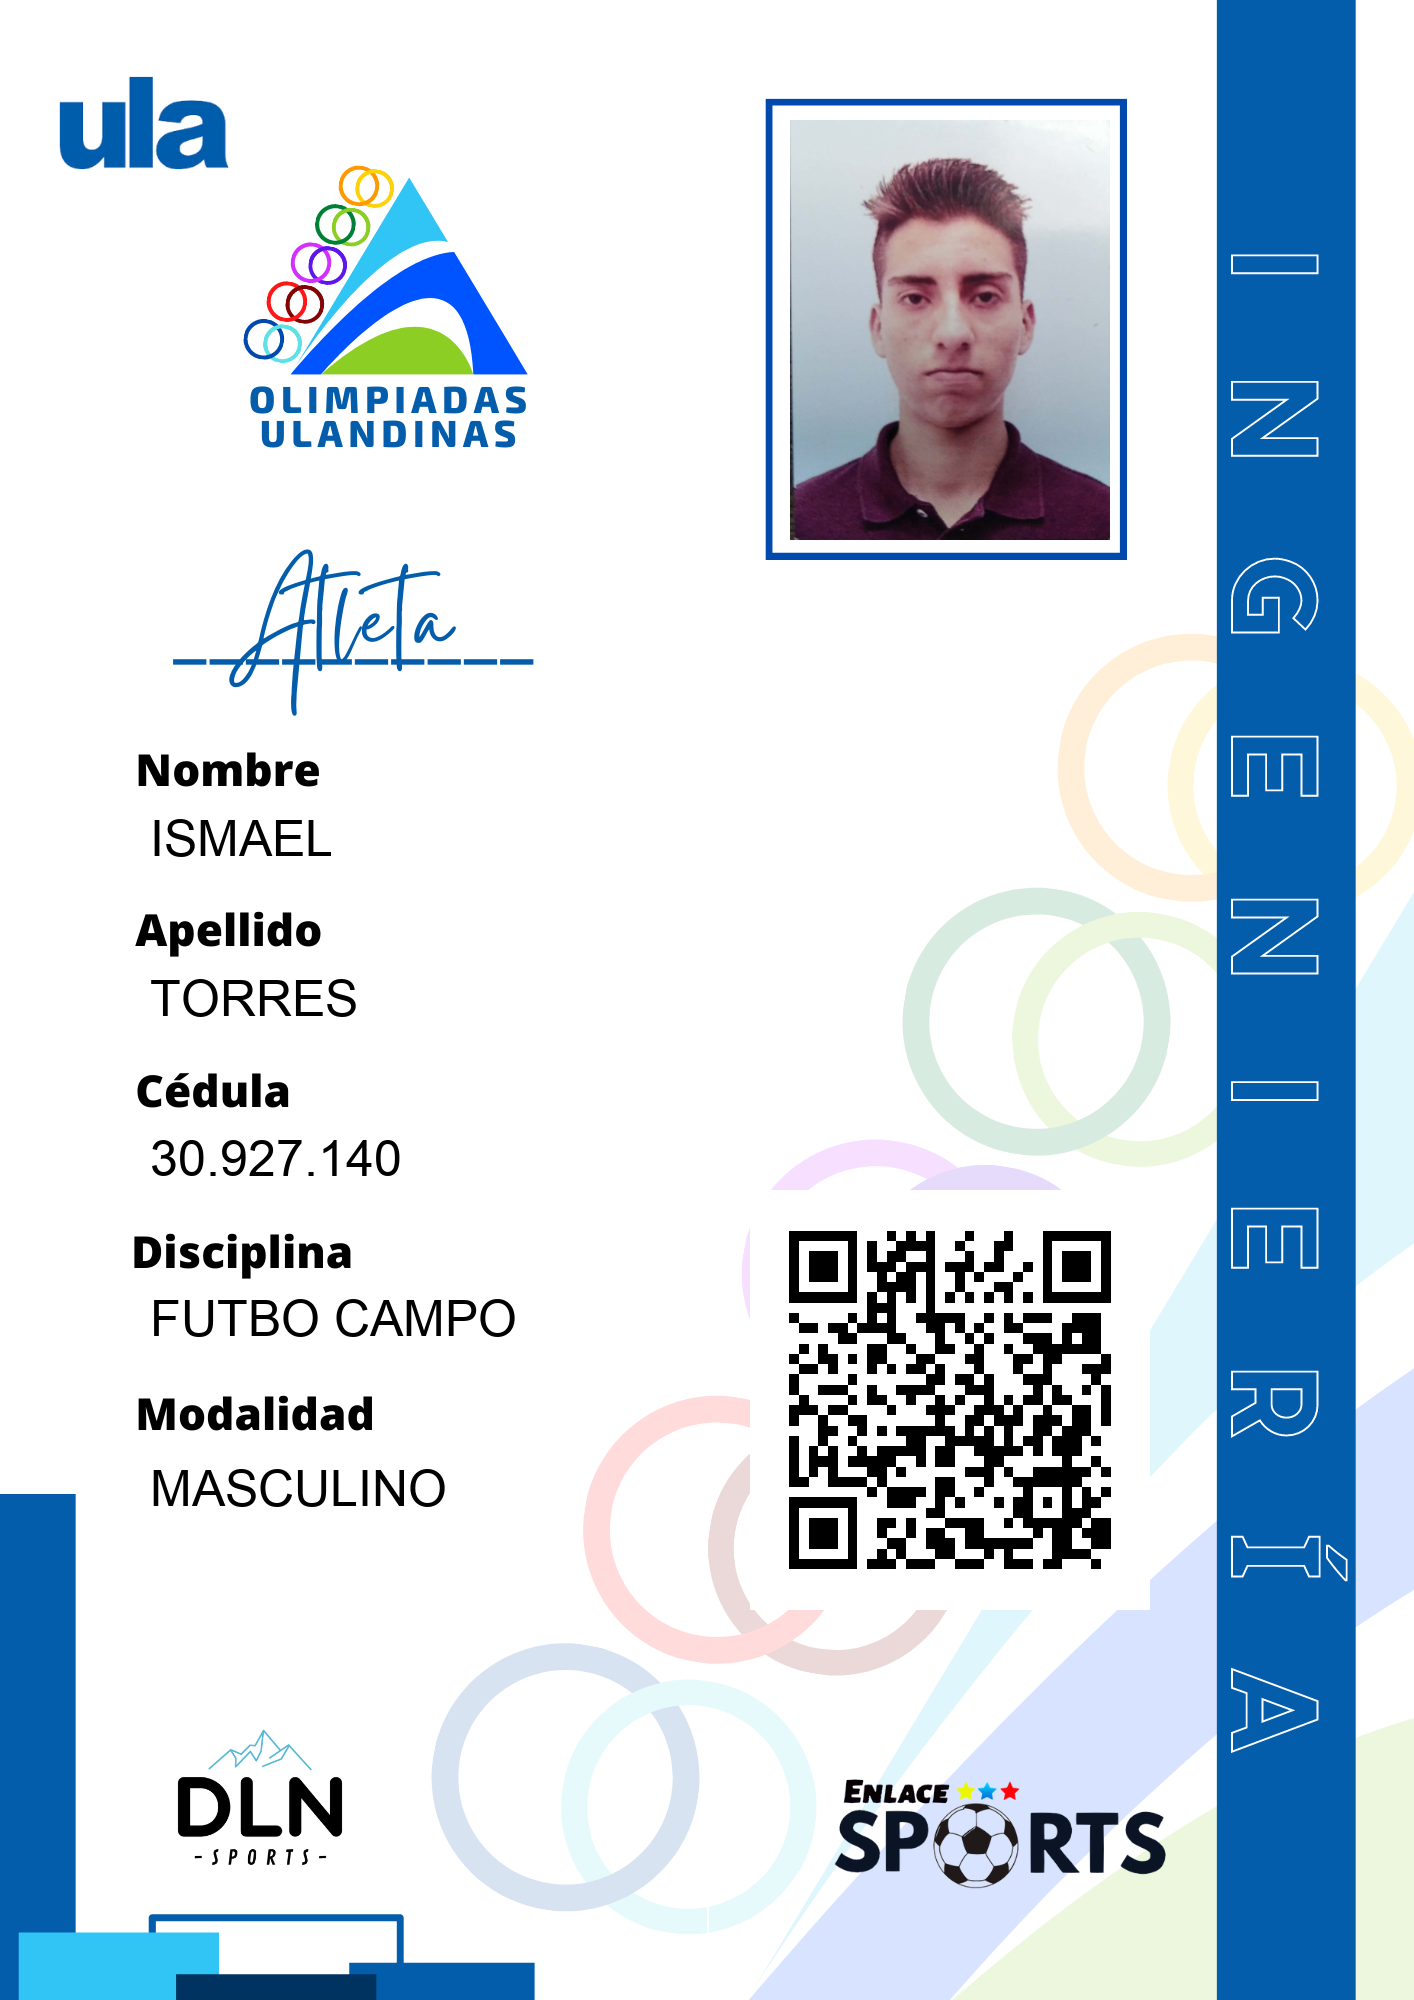 ula
OLIMPIADAS
ULANDINAS
Atleta
Nombre
ISMAEL
Apellido
TORRES
Cédula
30.927.140
Disciplina
FUTBO CAMPO
Modalidad
MASCULINO
DLN
-SPORTS-
ENLACE
SPORTS
INGENIERÍA